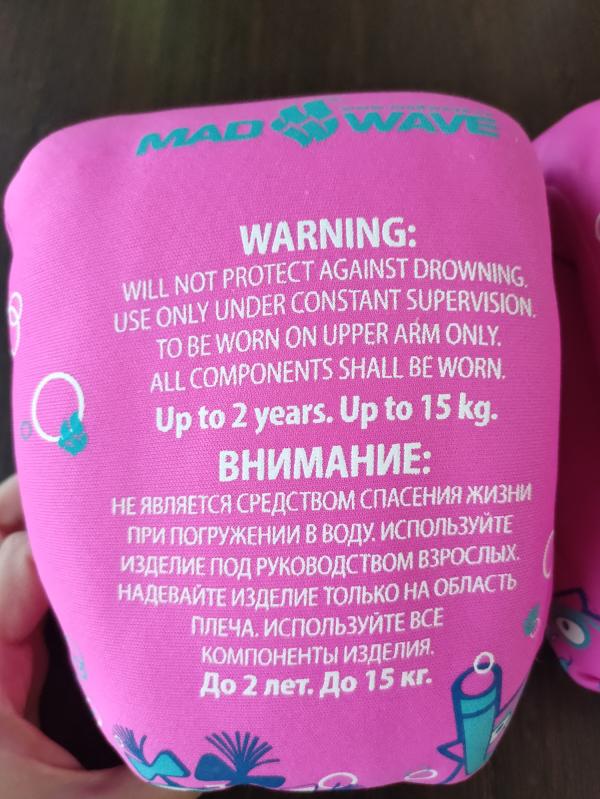 MAD WAVE
WARNING:
WILL NOT PROTECT AGAINST DROWNING.
USE ONLY UNDER CONSTANT SUPERVISION.
TO BE WORN ON UPPER ARM ONLY.
ALL COMPONENTS SHALL BE WORN.
Up to 2 years. Up to 15 kg.
ВНИМАНИЕ:
НЕ ЯВЛЯЕТСЯ СРЕДСТВОМ СПАСЕНИЯ ЖИЗНИ
ПРИ ПОГРУЖЕНИИ В ВОДУ. ИСПОЛЬЗУЙТЕ
ИЗДЕЛИЕ ПОД РУКОВОДСТВОМ ВЗРОСЛЫХ.
НАДЕВАЙТЕ ИЗДЕЛИЕ ТОЛЬКО НА ОБЛАСТЬ
ПЛЕЧА. ИСПОЛЬЗУЙТЕ ВСЕ
КОМПОНЕНТЫ ИЗДЕЛИЯ.
До 2 лет. До 15 кг.